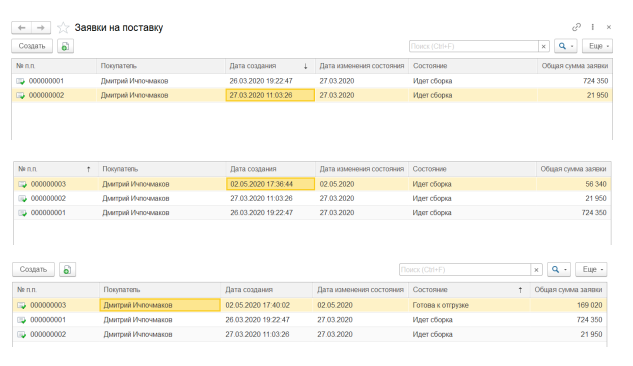 Заявки на поставку
Создать Поиск (Ctrl+F) × Еще
№ п.п. Покупатель Дата создания ↓ Дата изменения состояния Состояние Общая сумма заявки
000000001 Дмитрий Ипочмаков 26.03.2020 19:22:47 27.03.2020 Идет сборка 724 350
000000002 Дмитрий Ипочмаков 27.03.2020 11:03:26 27.03.2020 Идет сборка 21 950
№ п.п. ↑ Покупатель Дата создания Дата изменения состояния Состояние Общая сумма заявки
000000003 Дмитрий Ипочмаков 02.05.2020 17:36:44 02.05.2020 Идет сборка 56 340
000000002 Дмитрий Ипочмаков 27.03.2020 11:03:26 27.03.2020 Идет сборка 21 950
000000001 Дмитрий Ипочмаков 26.03.2020 19:22:47 27.03.2020 Идет сборка 724 350
Создать Поиск (Ctrl+F) × Еще
№ п.п. Покупатель Дата создания Дата изменения состояния Состояние ↑ Общая сумма заявки
000000003 Дмитрий Ипочмаков 02.05.2020 17:40:02 02.05.2020 Готова к отгрузке 169 020
000000001 Дмитрий Ипочмаков 26.03.2020 19:22:47 27.03.2020 Идет сборка 724 350
000000002 Дмитрий Ипочмаков 27.03.2020 11:03:26 27.03.2020 Идет сборка 21 950